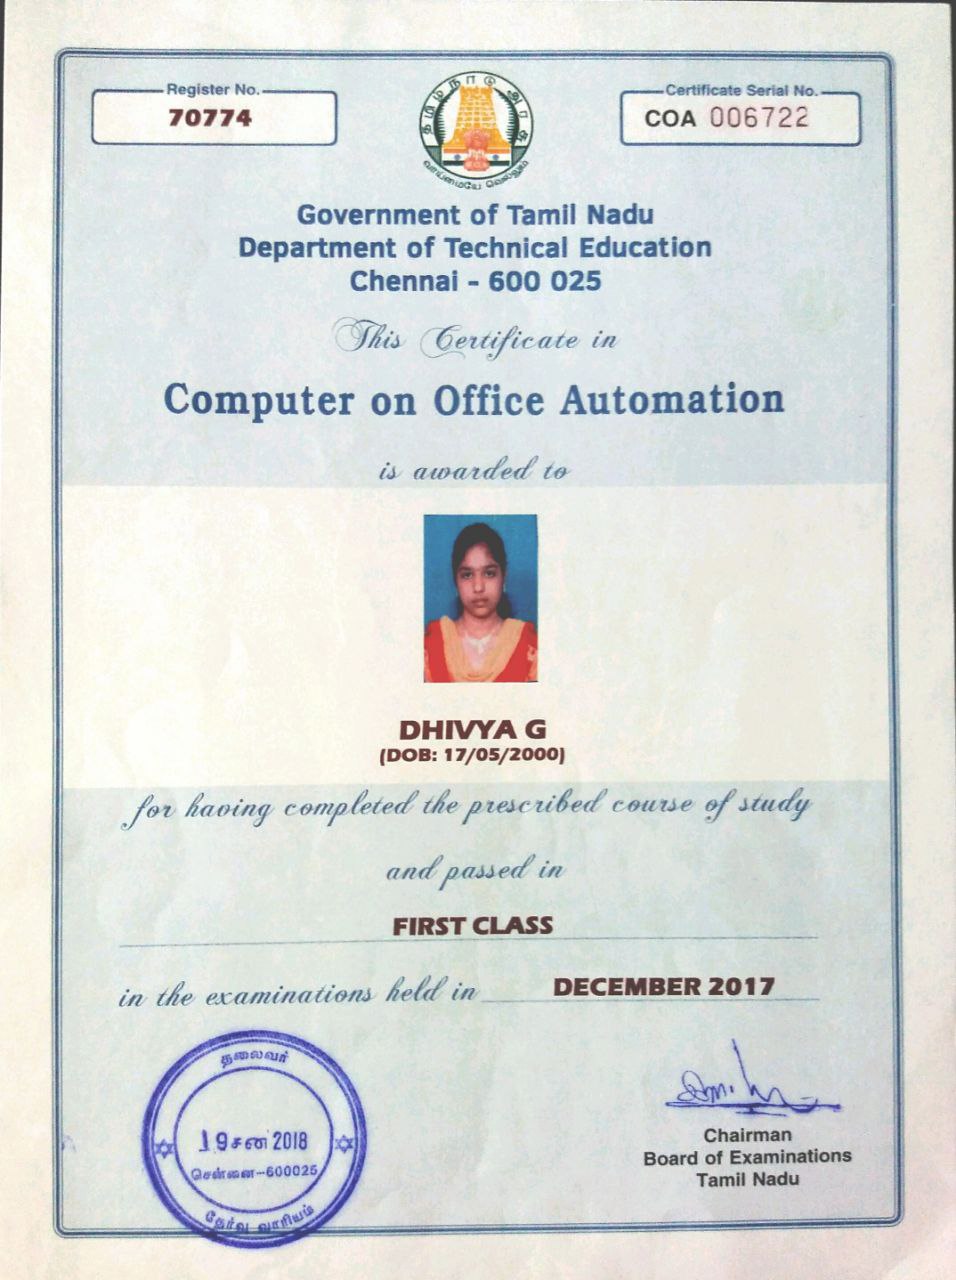 Register No.
70774
தமிழ்நாடு அரசு
வாய்மையே வெல்லும்
Certificate Serial No.
COA 006722
Government of Tamil Nadu
Department of Technical Education
Chennai - 600 025
This Certificate in
Computer on Office Automation
is awarded to
DHIVYA G
(DOB: 17/05/2000)
for having completed the prescribed course of study
and passed in
FIRST CLASS
in the examinations held in DECEMBER 2017
தலைவர்
19 சன 2018
சென்னை-600025
தேர்வு வாரியம்
Chairman
Board of Examinations
Tamil Nadu